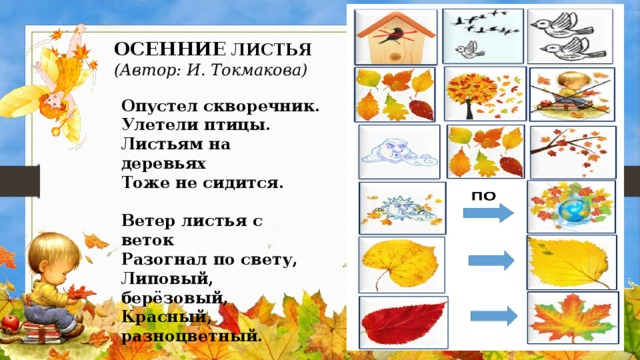 ОСЕННИЕ ЛИСТЬЯ
(Автор: И. Токмакова)
Опустел скворечник.
Улетели птицы.
Листьям на
деревьях
Тоже не сидится.
Ветер листья с
веток
Разогнал по свету,
Липовый,
берёзовый,
Красный,
разноцветный.
ПО